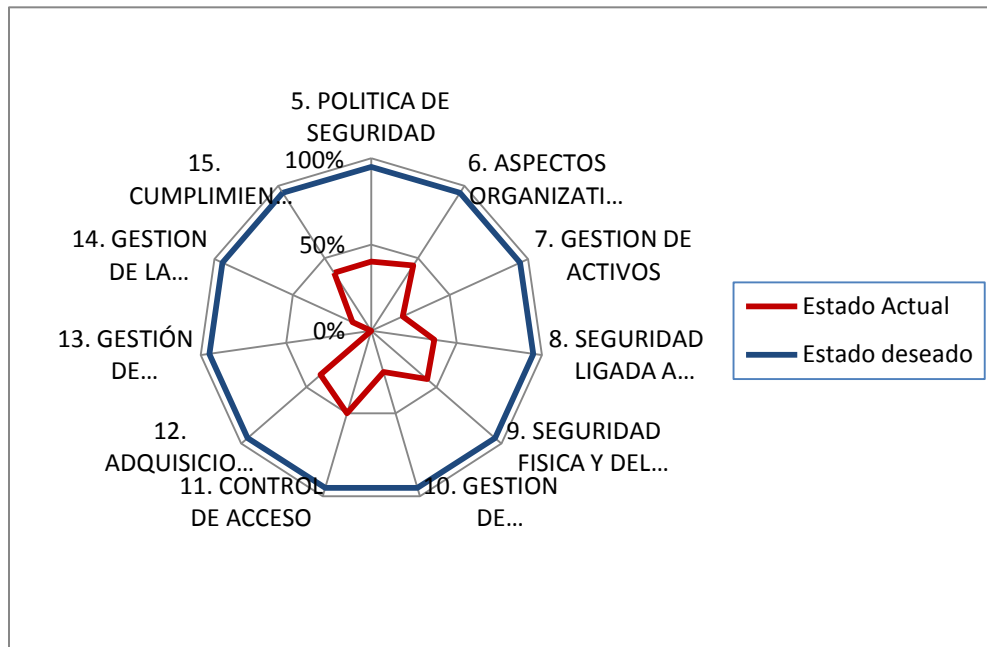 5. POLITICA DE
SEGURIDAD
6. ASPECTOS
ORGANIZATI...
7. GESTION DE
ACTIVOS
8. SEGURIDAD
LIGADA A...
9. SEGURIDAD
FISICA Y DEL...
10. GESTION
DE...
11. CONTROL
DE ACCESO
12.
ADQUISICIO...
13. GESTIÓN
DE...
14. GESTION
DE LA...
15.
CUMPLIMIEN...
100%
50%
0%
Estado Actual
Estado deseado